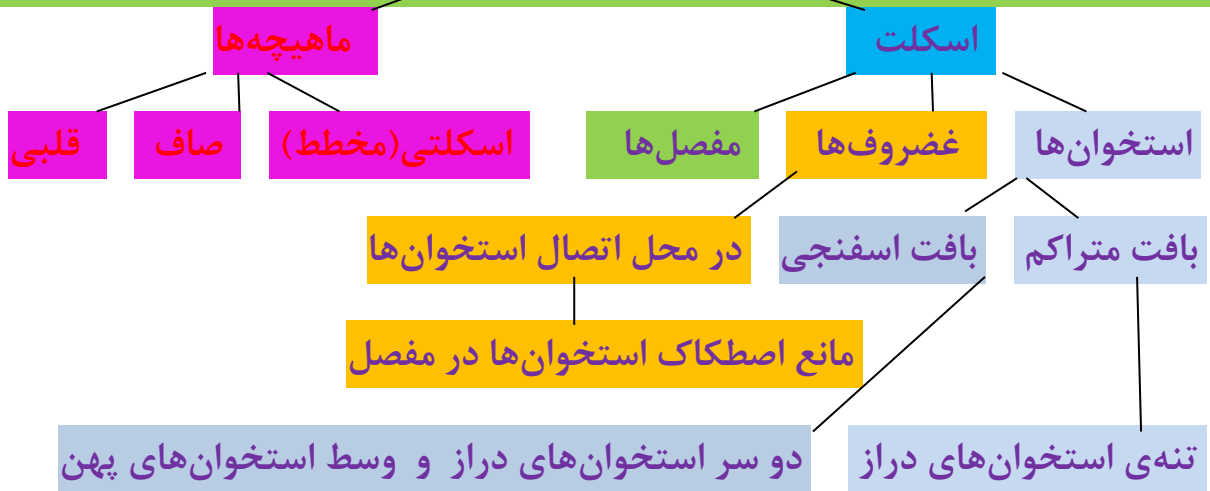 اسکلت
ماهیچه‌ها
استخوان‌ها
غضروف‌ها
مفصل‌ها
اسکلتی(مخطط)
صاف
قلبی
بافت متراکم
بافت اسفنجی
در محل اتصال استخوان‌ها
مانع اصطکاک استخوان‌ها در مفصل
تنه‌ی استخوان‌های دراز
دو سر استخوان‌های دراز و وسط استخوان‌های پهن